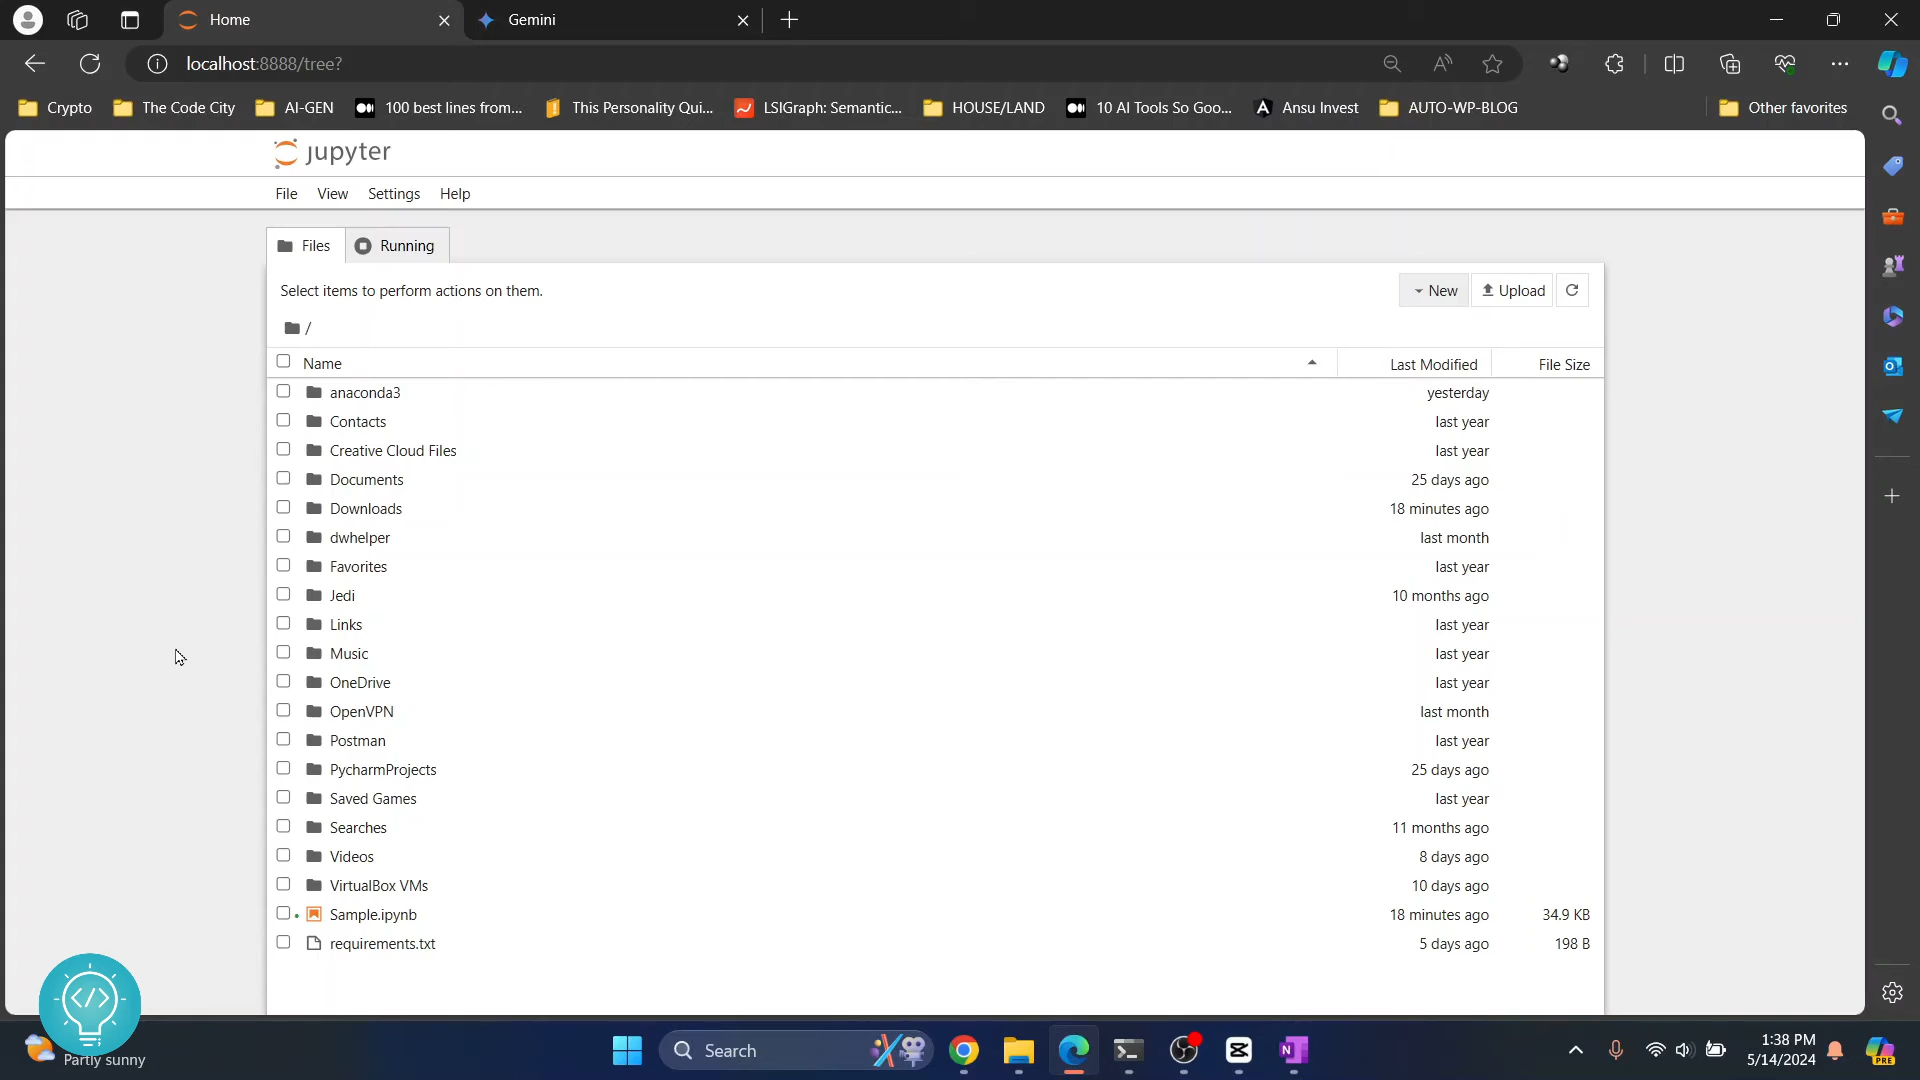 Home
Gemini
localhost:8888/tree?
Crypto
The Code City
AI-GEN
100 best lines from...
This Personality Qui...
LSIGraph: Semantic...
HOUSE/LAND
10 AI Tools So Goo...
Ansu Invest
AUTO-WP-BLOG
Other favorites
jupyter
File View Settings Help
Files
Running
Select items to perform actions on them.
New
Upload
/
Name Last Modified File Size
anaconda3 yesterday
Contacts last year
Creative Cloud Files last year
Documents 25 days ago
Downloads 18 minutes ago
dwhelper last month
Favorites last year
Jedi 10 months ago
Links last year
Music last year
OneDrive last year
OpenVPN last month
Postman last year
PycharmProjects 25 days ago
Saved Games last year
Searches 11 months ago
Videos 8 days ago
VirtualBox VMs 10 days ago
Sample.ipynb 18 minutes ago 34.9 KB
requirements.txt 5 days ago 198 B
</>
Partly sunny
Search
1:38 PM
5/14/2024
PRE